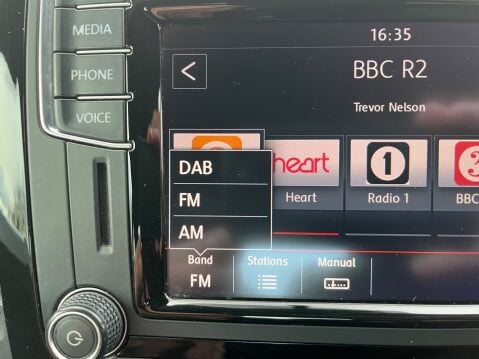 MEDIA
PHONE
VOICE
16:35
BBC R2
Trevor Nelson
heart
1
3
Heart
Radio 1
BBC
DAB
FM
AM
Band
Stations
Manual
FM